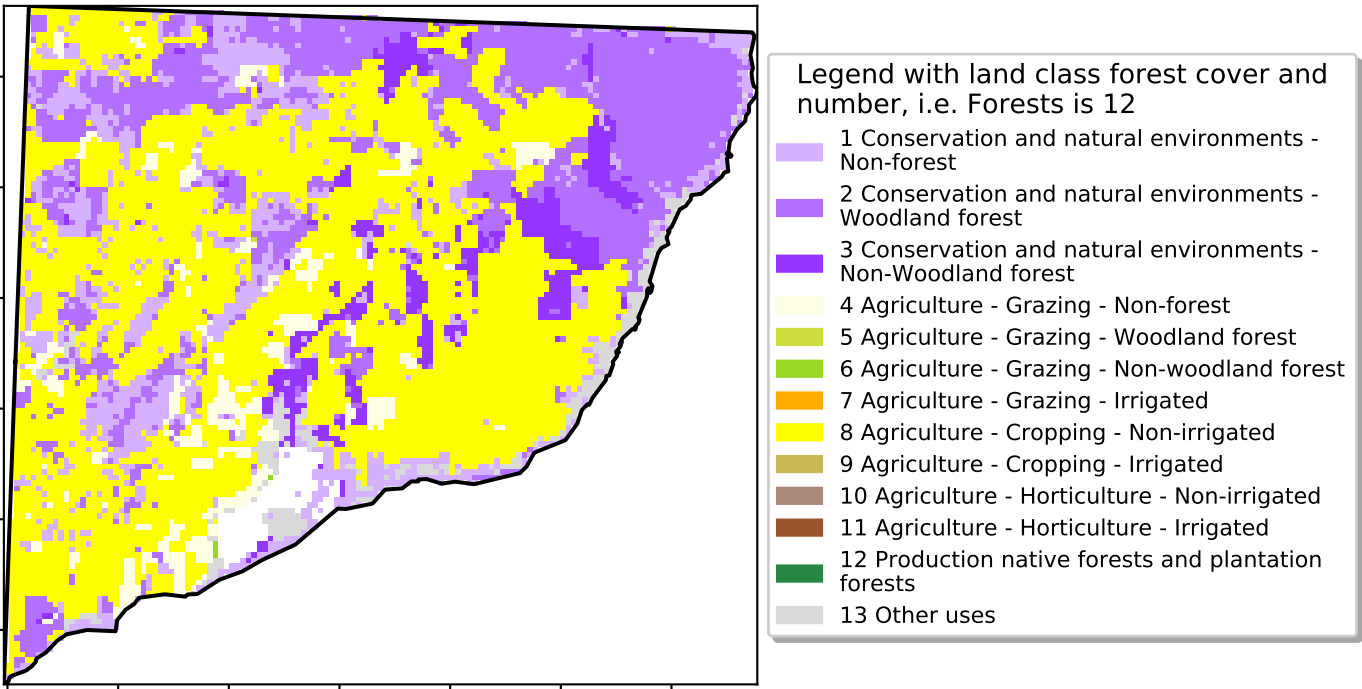 Legend with land class forest cover and
number, i.e. Forests is 12
1 Conservation and natural environments -
Non-forest
2 Conservation and natural environments -
Woodland forest
3 Conservation and natural environments -
Non-Woodland forest
4 Agriculture - Grazing - Non-forest
5 Agriculture - Grazing - Woodland forest
6 Agriculture - Grazing - Non-woodland forest
7 Agriculture - Grazing - Irrigated
8 Agriculture - Cropping - Non-irrigated
9 Agriculture - Cropping - Irrigated
10 Agriculture - Horticulture - Non-irrigated
11 Agriculture - Horticulture - Irrigated
12 Production native forests and plantation
forests
13 Other uses